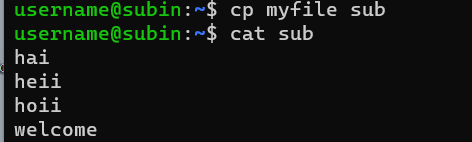 username@subin:~$ cp myfile sub
username@subin:~$ cat sub
hai
heii
hoii
welcome